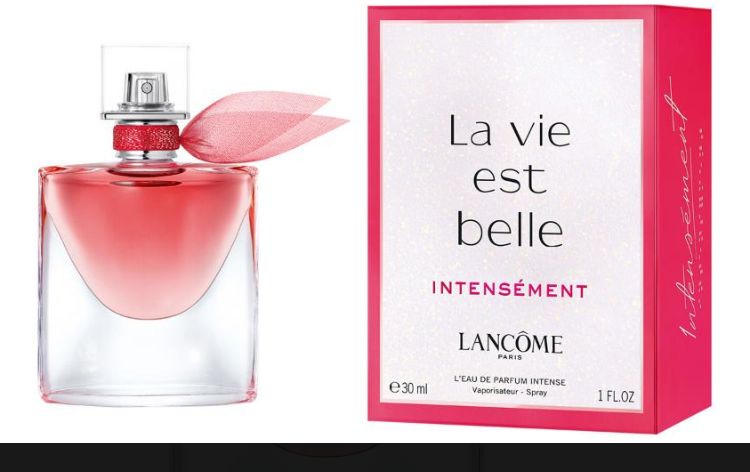 La vie
est
belle
INTENSÉMENT
LANCÔME
PARIS
L'EAU DE PARFUM INTENSE
℮30 ml
Vaporisateur - Spray
1 FL.OZ
Intensément